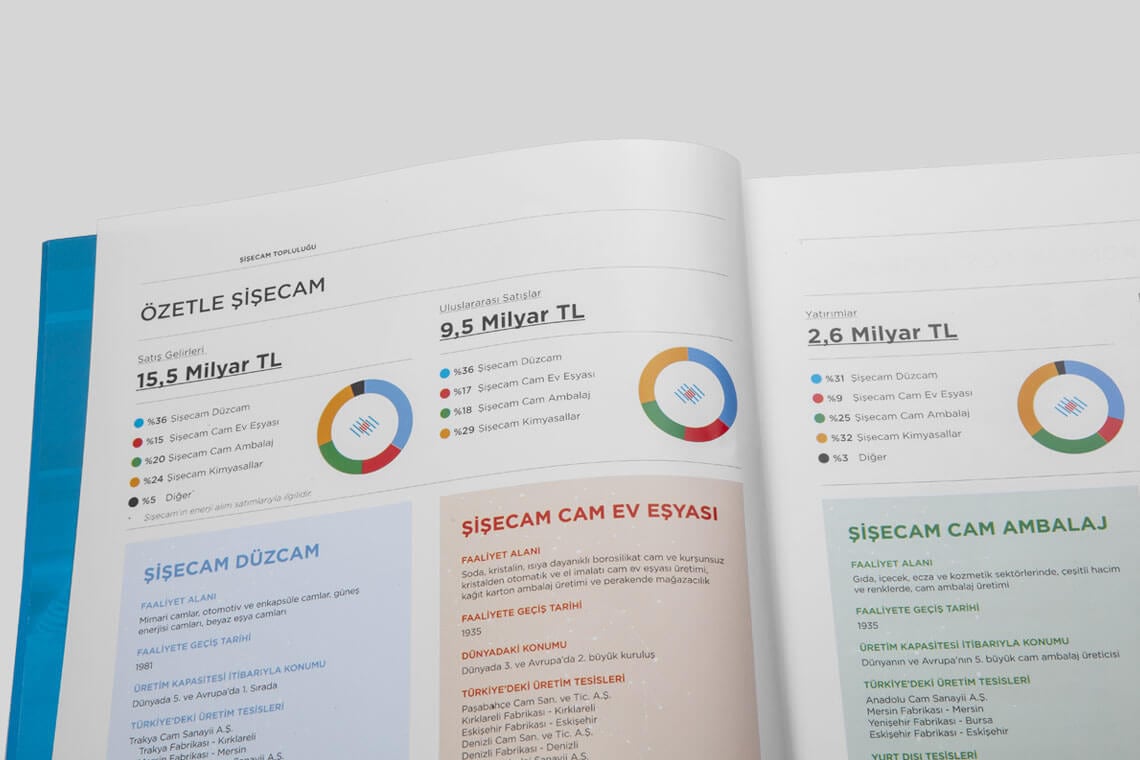 ŞİŞECAM TOPLULUĞU
ÖZETLE ŞİŞECAM
Satış Gelirleri
15,5 Milyar TL
%36 Şişecam Düzcam
%15 Şişecam Cam Ev Eşyası
%20 Şişecam Cam Ambalaj
%24 Şişecam Kimyasallar
%5 Diğer*
* Şişecam'ın enerji alım satımlarıyla ilgilidir.
Uluslararası Satışlar
9,5 Milyar TL
%36 Şişecam Düzcam
%17 Şişecam Cam Ev Eşyası
%18 Şişecam Cam Ambalaj
%29 Şişecam Kimyasallar
ŞİŞECAM DÜZCAM
FAALİYET ALANI
Mimari camlar, otomotiv ve enkapsüle camlar, güneş
enerjisi camları, beyaz eşya camları
FAALİYETE GEÇİŞ TARİHİ
1981
ÜRETİM KAPASİTESİ İTİBARIYLA KONUMU
Dünyada 5. ve Avrupa'da 1. Sırada
TÜRKİYE'DEKİ ÜRETİM TESİSLERİ
Trakya Cam Sanayii A.Ş.
Trakya Fabrikası - Kırklareli
Mersin Fabrikası - Mersin
Sanayii A.Ş.
ŞİŞECAM CAM EV EŞYASI
FAALİYET ALANI
Soda, kristalin, ısıya dayanıklı borosilikat cam ve kurşunsuz
kristalden otomatik ve el imalatı cam ev eşyası üretimi,
kağıt karton ambalaj üretimi ve perakende mağazacılık
FAALİYETE GEÇİŞ TARİHİ
1935
DÜNYADAKİ KONUMU
Dünyada 3. ve Avrupa'da 2. büyük kuruluş
TÜRKİYE'DEKİ ÜRETİM TESİSLERİ
Paşabahçe Cam San. ve Tic. A.Ş.
Kırklareli Fabrikası - Kırklareli
Eskişehir Fabrikası - Eskişehir
Denizli Cam San. ve Tic. A.Ş.
Denizli Fabrikası - Denizli
Sanayii A.Ş.
Yatırımlar
2,6 Milyar TL
%31 Şişecam Düzcam
%9 Şişecam Cam Ev Eşyası
%25 Şişecam Cam Ambalaj
%32 Şişecam Kimyasallar
%3 Diğer
ŞİŞECAM CAM AMBALAJ
FAALİYET ALANI
Gıda, içecek, ecza ve kozmetik sektörlerinde, çeşitli hacim
ve renklerde, cam ambalaj üretimi
FAALİYETE GEÇİŞ TARİHİ
1935
ÜRETİM KAPASİTESİ İTİBARIYLA KONUMU
Dünyanın ve Avrupa'nın 5. büyük cam ambalaj üreticisi
TÜRKİYE'DEKİ ÜRETİM TESİSLERİ
Anadolu Cam Sanayii A.Ş.
Mersin Fabrikası - Mersin
Yenişehir Fabrikası - Bursa
Eskişehir Fabrikası - Eskişehir
YURT DIŞI TESİSLERİ